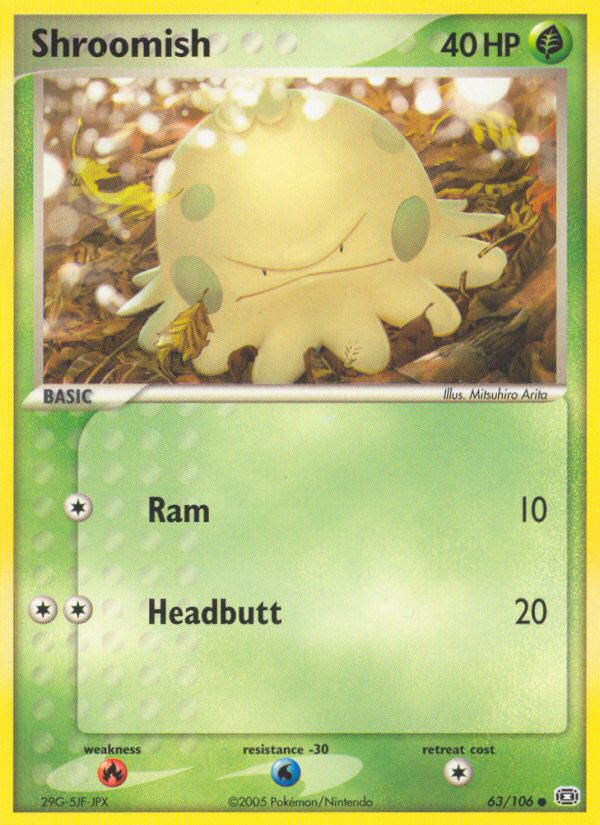 Shroomish 40 HP
BASIC Illus. Mitsuhiro Arita
Ram 10
Headbutt 20
weakness resistance -30 retreat cost
29G-5JF-JPX ©2005 Pokémon/Nintendo 63/106